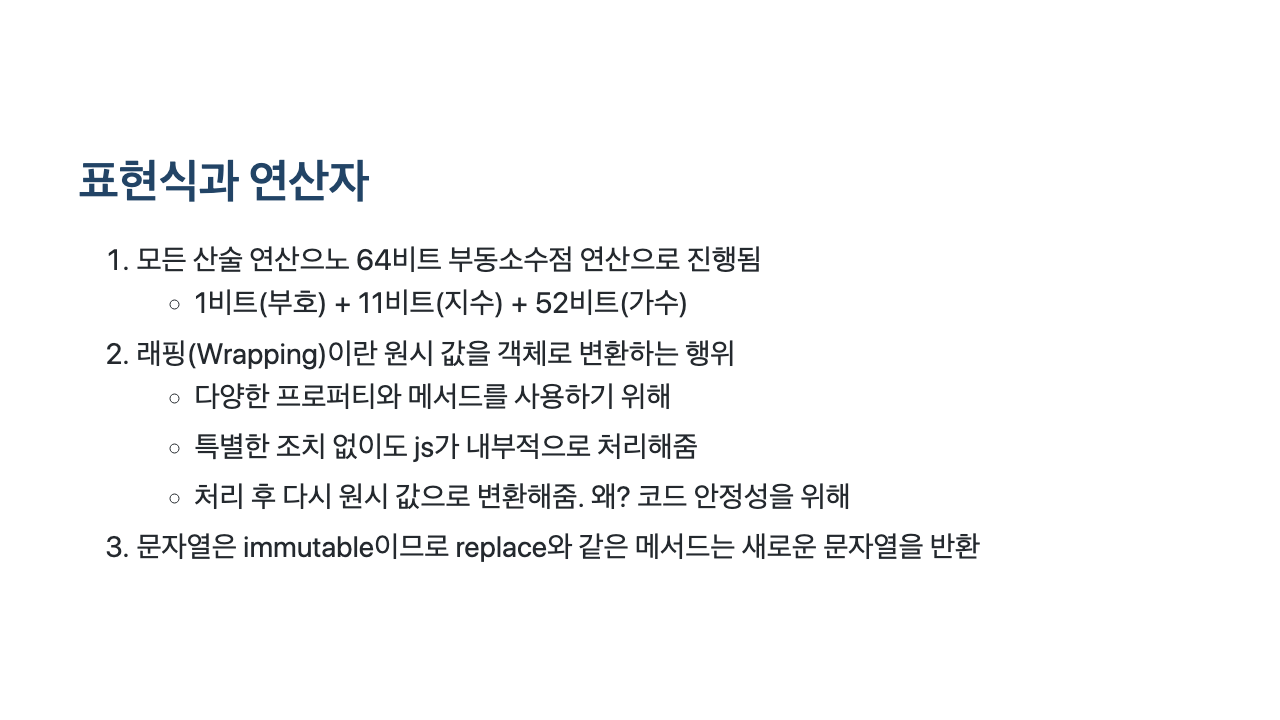 표현식과 연산자
1. 모든 산술 연산으노 64비트 부동소수점 연산으로 진행됨
○ 1비트(부호) + 11비트(지수) + 52비트(가수)
2. 래핑(Wrapping)이란 원시 값을 객체로 변환하는 행위
○ 다양한 프로퍼티와 메서드를 사용하기 위해
○ 특별한 조치 없이도 js가 내부적으로 처리해줌
○ 처리 후 다시 원시 값으로 변환해줌. 왜? 코드 안정성을 위해
3. 문자열은 immutable이므로 replace와 같은 메서드는 새로운 문자열을 반환